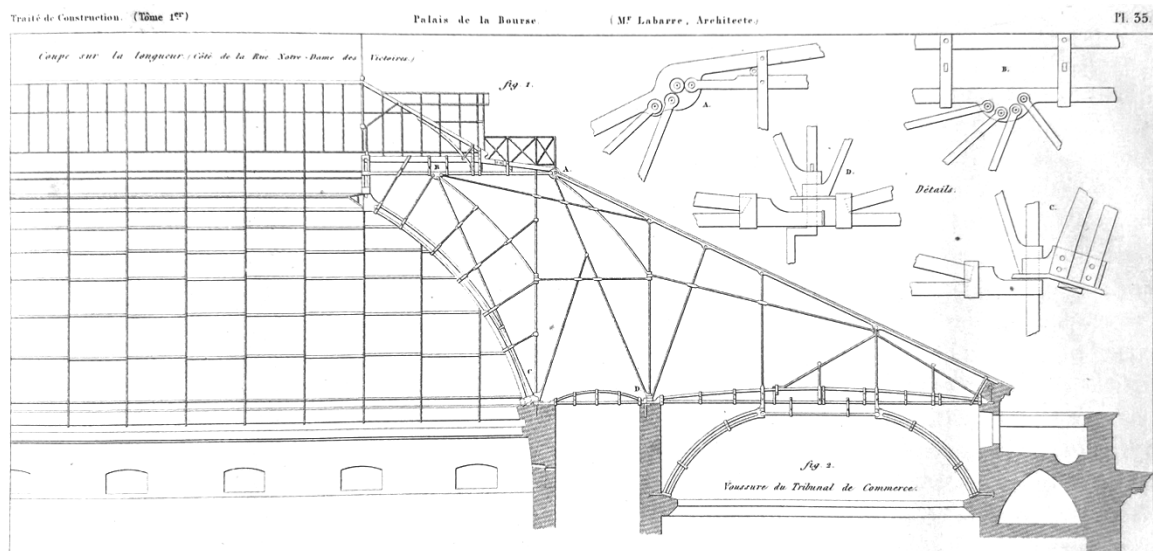 Traité de Construction. (Tôme 1er)
Palais de la Bourse.
(Mr Labarre, Architecte)
Pl. 35.
Coupe sur la longueur (Côté de la Rue Notre-Dame des Victoires)
fig 1.
A.
B.
D.
Détails.
C.
B
A.
C
D
fig. 2.
Voussure du Tribunal de Commerce.